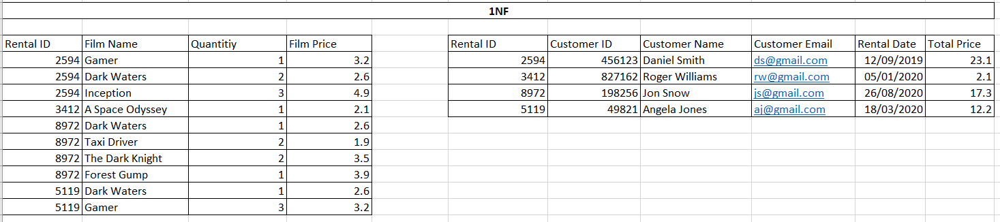 1NF
Rental ID Film Name Quantitiy Film Price Rental ID Customer ID Customer Name Customer Email Rental Date Total Price
2594 Gamer 1 3.2 2594 456123 Daniel Smith ds@gmail.com 12/09/2019 23.1
2594 Dark Waters 2 2.6 3412 827162 Roger Williams rw@gmail.com 05/01/2020 2.1
2594 Inception 3 4.9 8972 198256 Jon Snow js@gmail.com 26/08/2020 17.3
3412 A Space Odyssey 1 2.1 5119 49821 Angela Jones aj@gmail.com 18/03/2020 12.2
8972 Dark Waters 1 2.6
8972 Taxi Driver 2 1.9
8972 The Dark Knight 2 3.5
8972 Forest Gump 1 3.9
5119 Dark Waters 1 2.6
5119 Gamer 3 3.2